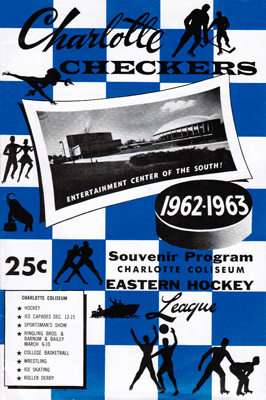 Charlotte
CHECKERS
ENTERTAINMENT CENTER OF THE SOUTH!
1962-1963
25c
Souvenir Program
CHARLOTTE COLISEUM
EASTERN HOCKEY
League
CHARLOTTE COLISEUM
★ HOCKEY
★ ICE CAPADES DEC. 12-15
★ SPORTSMAN'S SHOW
★ RINGLING BROS. &
BARNUM & BAILEY
MARCH 6-10
★ COLLEGE BASKETBALL
★ WRESTLING
★ ICE SKATING
★ ROLLER DERBY